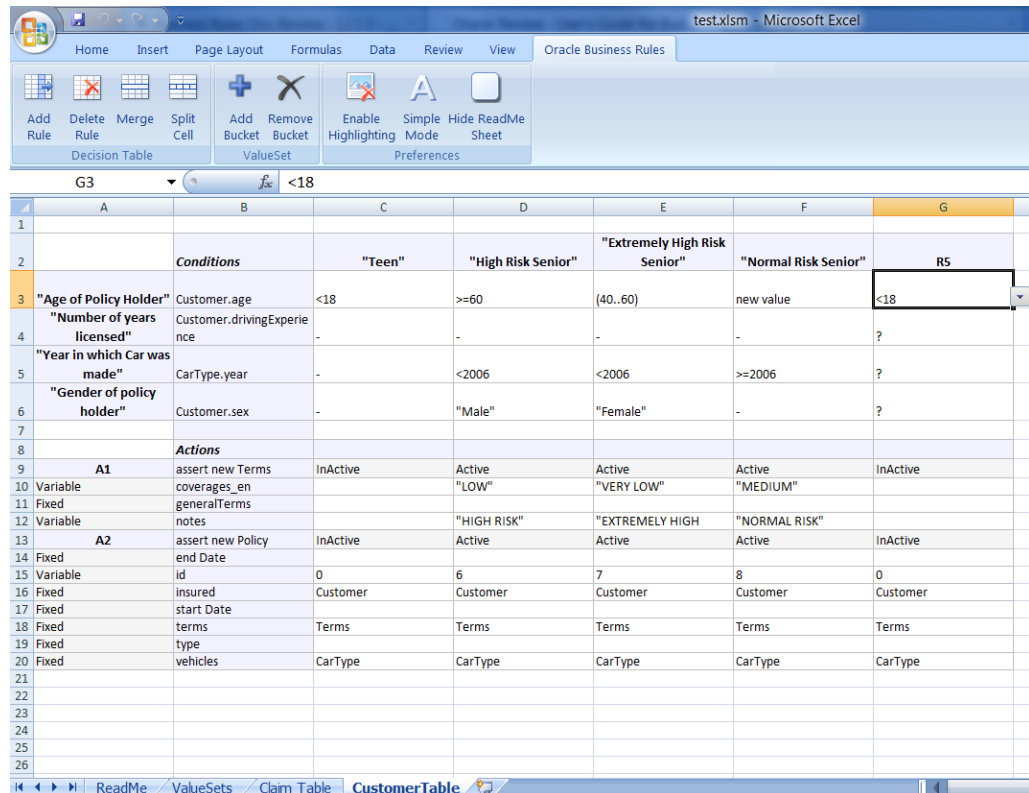 test.xlsm - Microsoft Excel
Home Insert Page Layout Formulas Data Review View Oracle Business Rules
Add Rule Delete Rule Merge Split Cell Add Bucket Remove Bucket Enable Highlighting Simple Mode Hide ReadMe Sheet
Decision Table ValueSet Preferences
G3 fx <18
A B C D E F G
1
2 Conditions "Teen" "High Risk Senior" "Extremely High Risk Senior" "Normal Risk Senior" R5
3 "Age of Policy Holder" Customer.age <18 >=60 (40..60) new value <18
4 "Number of years licensed" Customer.drivingExperience - - - - ?
5 "Year in which Car was made" CarType.year - <2006 <2006 >=2006 ?
6 "Gender of policy holder" Customer.sex - "Male" "Female" - ?
7
8 Actions
9 A1 assert new Terms InActive Active Active Active InActive
10 Variable coverages_en "LOW" "VERY LOW" "MEDIUM"
11 Fixed generalTerms
12 Variable notes "HIGH RISK" "EXTREMELY HIGH "NORMAL RISK"
13 A2 assert new Policy InActive Active Active Active InActive
14 Fixed end Date
15 Variable id 0 6 7 8 0
16 Fixed insured Customer Customer Customer Customer Customer
17 Fixed start Date
18 Fixed terms Terms Terms Terms Terms Terms
19 Fixed type
20 Fixed vehicles CarType CarType CarType CarType CarType
21
22
23
24
25
26
ReadMe ValueSets Claim Table CustomerTable